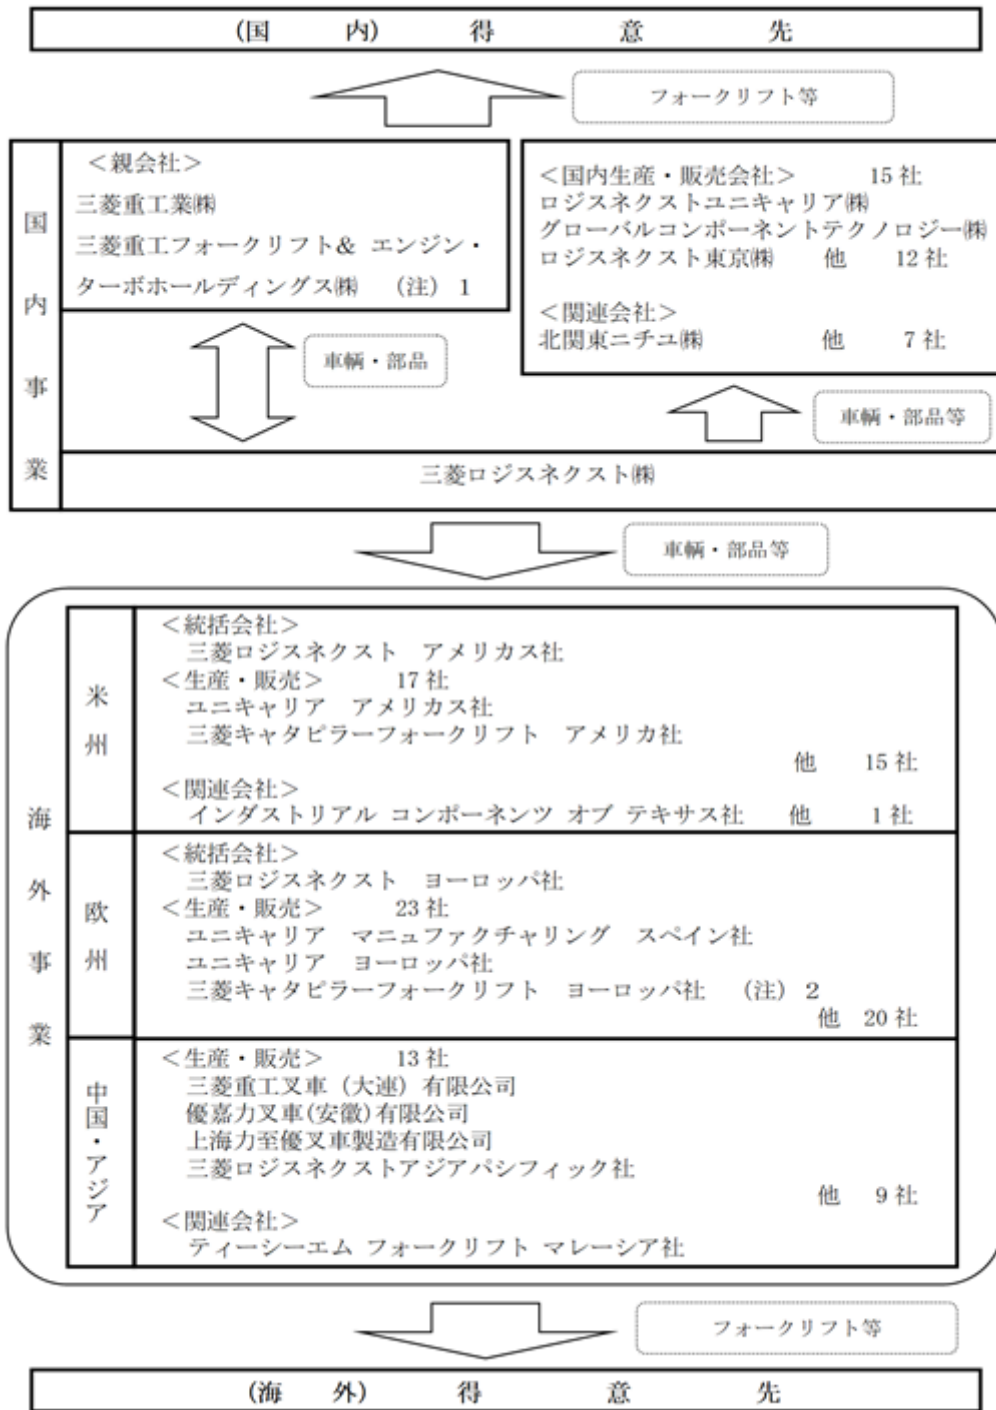 (国内)得意先
フォークリフト等
国内事業
＜親会社＞
三菱重工業㈱
三菱重工フォークリフト& エンジン・
ターボホールディングス㈱ （注）1
＜国内生産・販売会社＞ 15 社
ロジスネクストユニキャリア㈱
グローバルコンポーネントテクノロジー㈱
ロジスネクスト東京㈱ 他 12 社
＜関連会社＞
北関東ニチユ㈱ 他 7 社
車輌・部品
車輌・部品等
三菱ロジスネクスト㈱
車輌・部品等
海外事業
米州
＜統括会社＞
三菱ロジスネクスト アメリカス社
＜生産・販売＞ 17 社
ユニキャリア アメリカス社
三菱キャタピラーフォークリフト アメリカ社
他 15 社
＜関連会社＞
インダストリアル コンポーネンツ オブ テキサス社 他 1 社
欧州
＜統括会社＞
三菱ロジスネクスト ヨーロッパ社
＜生産・販売＞ 23 社
ユニキャリア マニュファクチャリング スペイン社
ユニキャリア ヨーロッパ社
三菱キャタピラーフォークリフト ヨーロッパ社 （注）2
他 20 社
中国・アジア
＜生産・販売＞ 13 社
三菱重工叉車（大連）有限公司
優嘉力叉車(安徽)有限公司
上海力至優叉車製造有限公司
三菱ロジスネクストアジアパシフィック社
他 9 社
＜関連会社＞
ティーシーエム フォークリフト マレーシア社
フォークリフト等
(海外)得意先